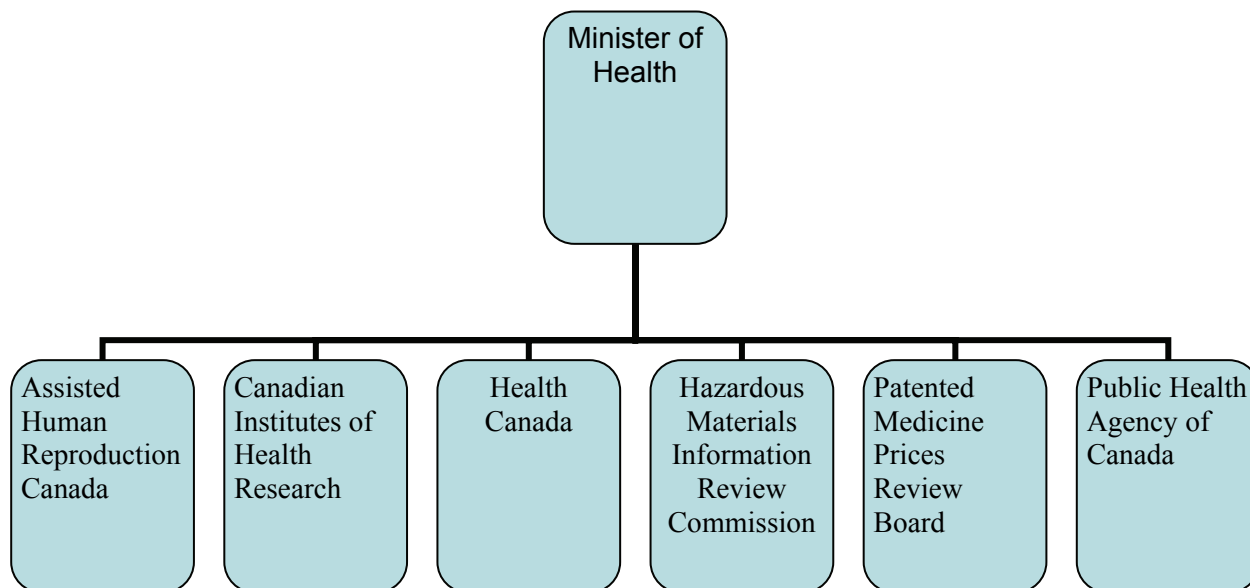 Minister of
Health
Assisted
Human
Reproduction
Canada
Canadian
Institutes of
Health
Research
Health
Canada
Hazardous
Materials
Information
Review
Commission
Patented
Medicine
Prices
Review
Board
Public Health
Agency of
Canada